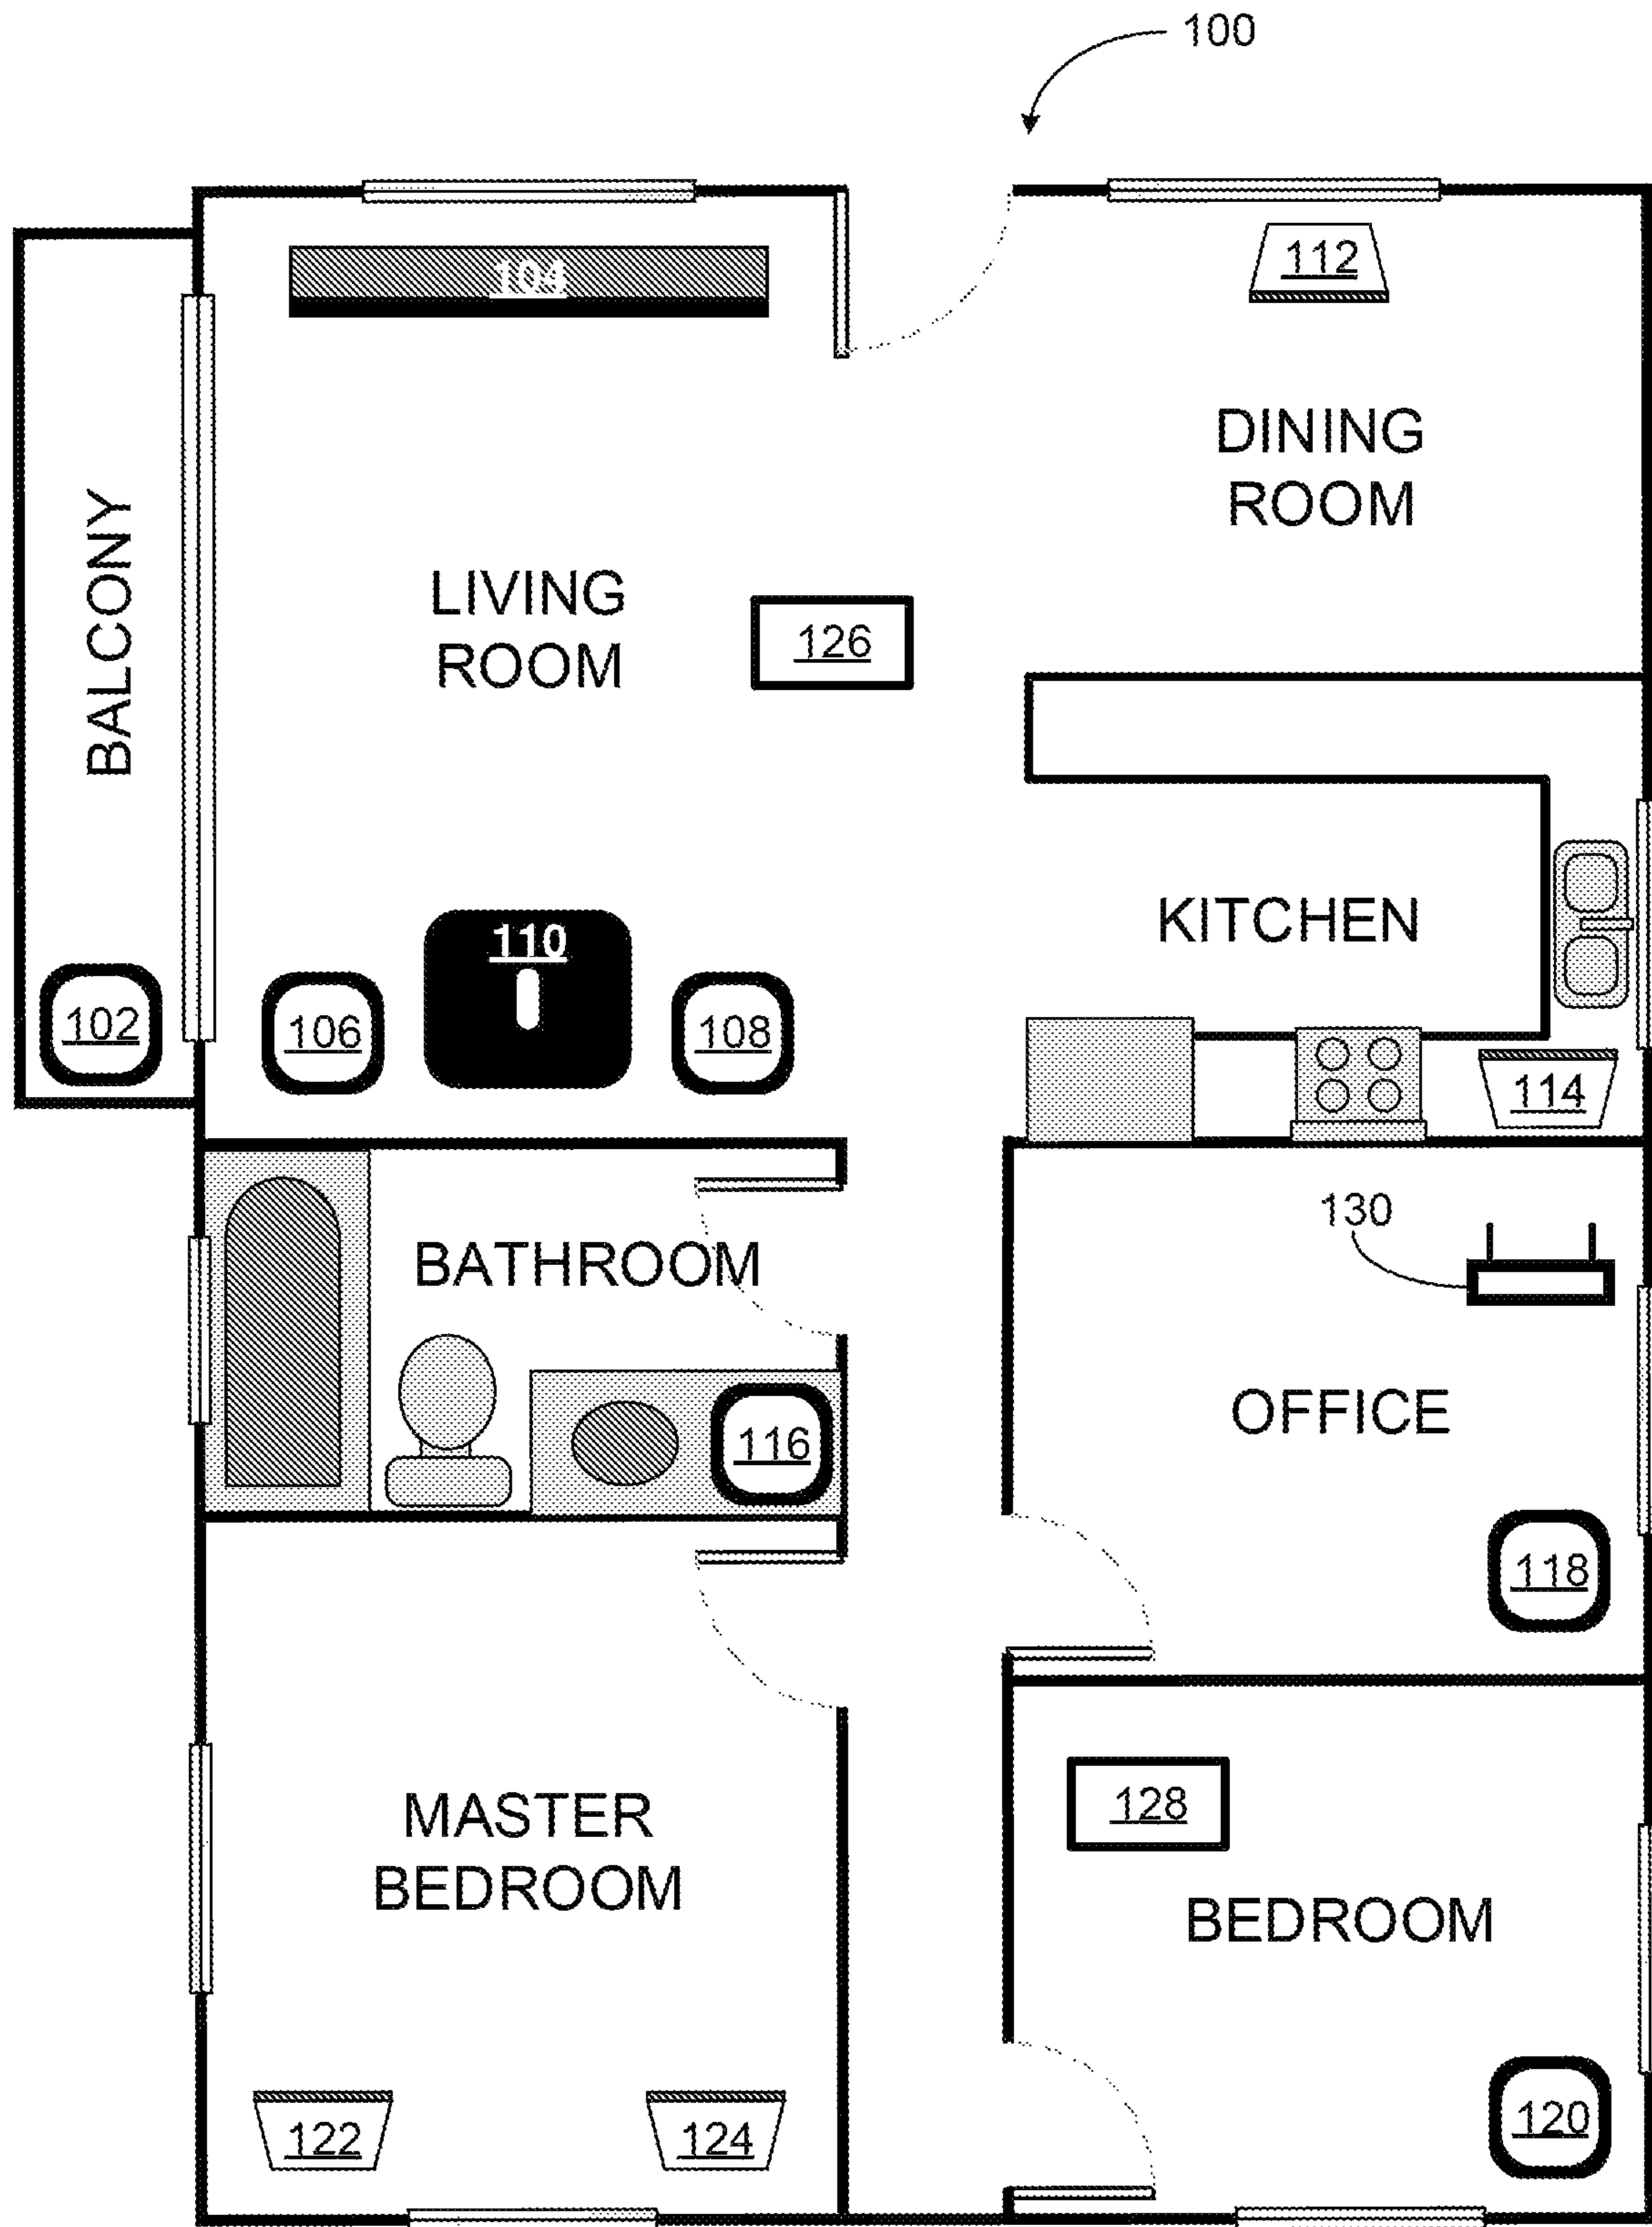 100
104
112
DINING
ROOM
BALCONY
LIVING
ROOM
126
KITCHEN
110
102
106
108
114
130
BATHROOM
OFFICE
116
118
MASTER
BEDROOM
128
BEDROOM
122
124
120